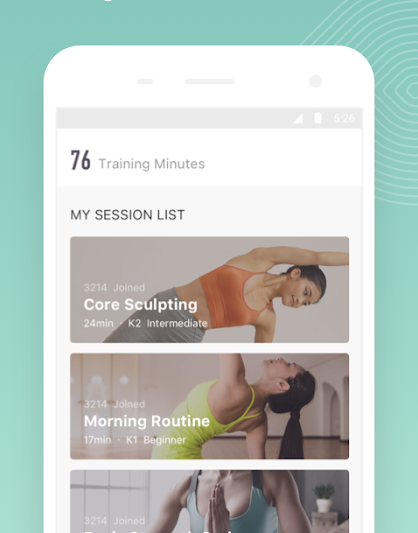 5:26
76 Training Minutes
MY SESSION LIST
3214 Joined
Core Sculpting
24min · K2 Intermediate
3214 Joined
Morning Routine
17min · K1 Beginner
3214 Joined